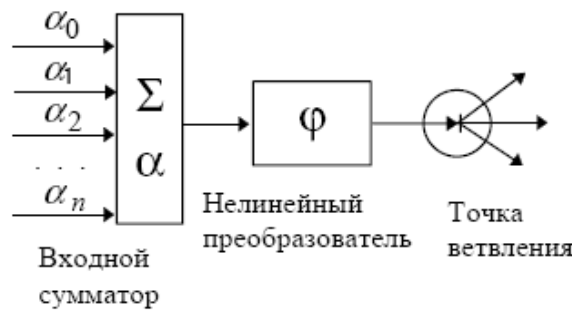 α0
α1
α2
. . .
αn
Σ
α
φ
Входной
сумматор
Нелинейный
преобразователь
Точка
ветвления